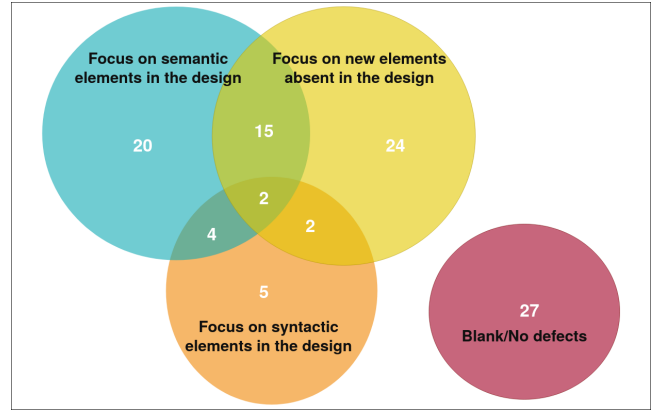 Focus on semantic
elements in the design
Focus on new elements
absent in the design
20
15
24
2
4
2
5
Focus on syntactic
elements in the design
27
Blank/No defects